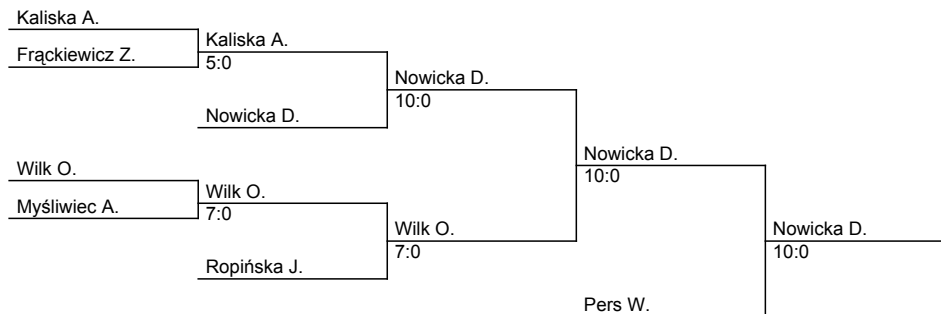 Kaliska A.
Frąckiewicz Z.
Kaliska A.
5:0
Nowicka D.
Nowicka D.
10:0
Wilk O.
Myśliwiec A.
Wilk O.
7:0
Ropińska J.
Wilk O.
7:0
Nowicka D.
10:0
Pers W.
Nowicka D.
10:0